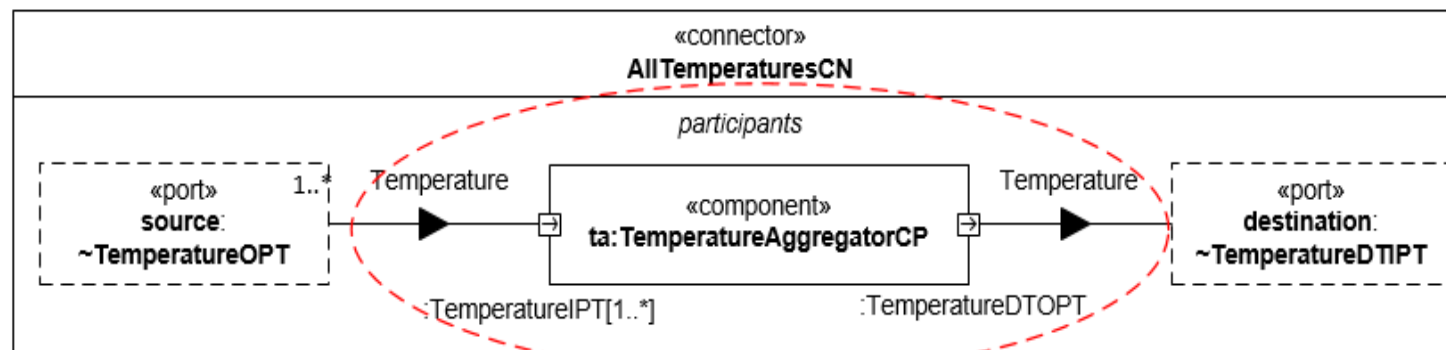 «connector»
AllTemperaturesCN
participants
«port»
1..*
source:
~TemperatureOPT
Temperature
«component»
ta:TemperatureAggregatorCP
:TemperatureIPT[1..*]
:TemperatureDTOPT
Temperature
«port»
destination:
~TemperatureDTIPT